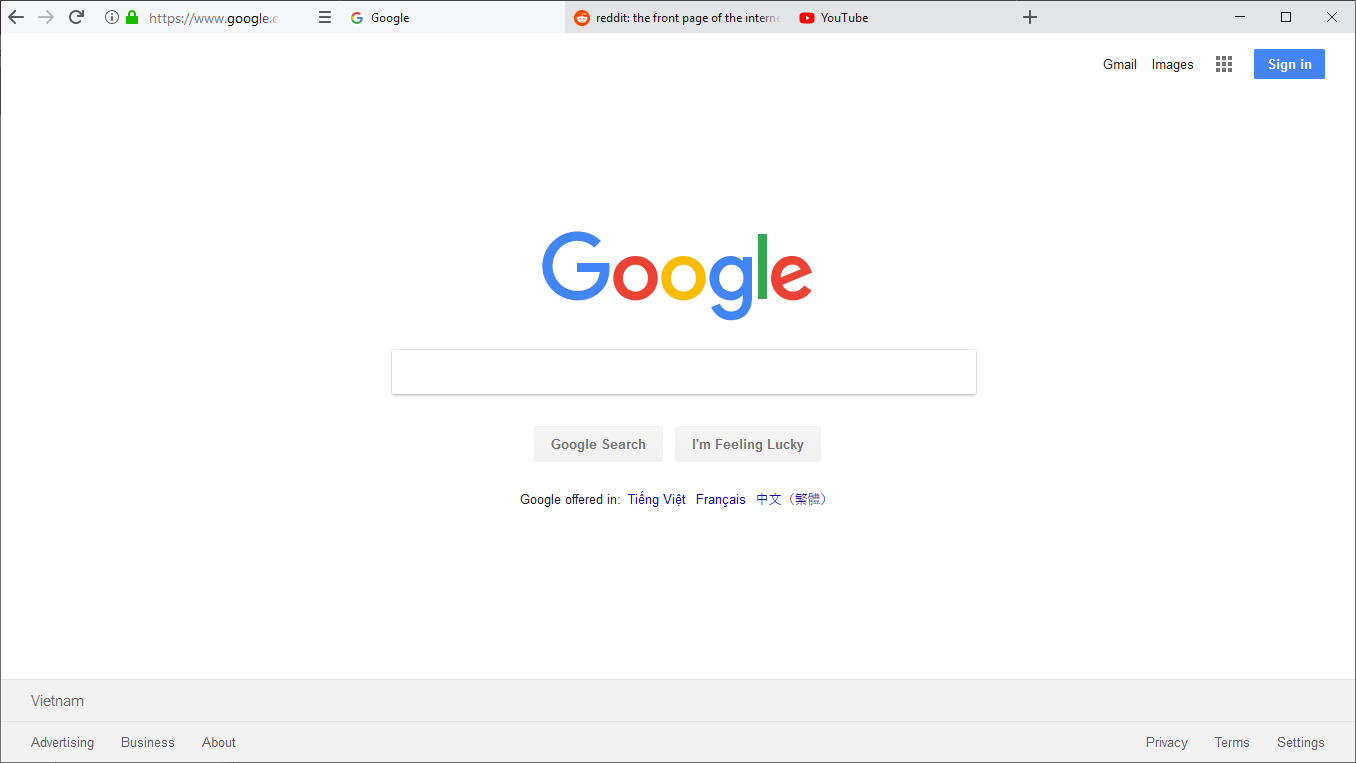 https://www.google.c
Google
reddit: the front page of the intern
YouTube
Gmail Images Sign in
Google
Google Search I'm Feeling Lucky
Google offered in: Tiếng Việt Français 中文（繁體）
Vietnam
Advertising Business About Privacy Terms Settings